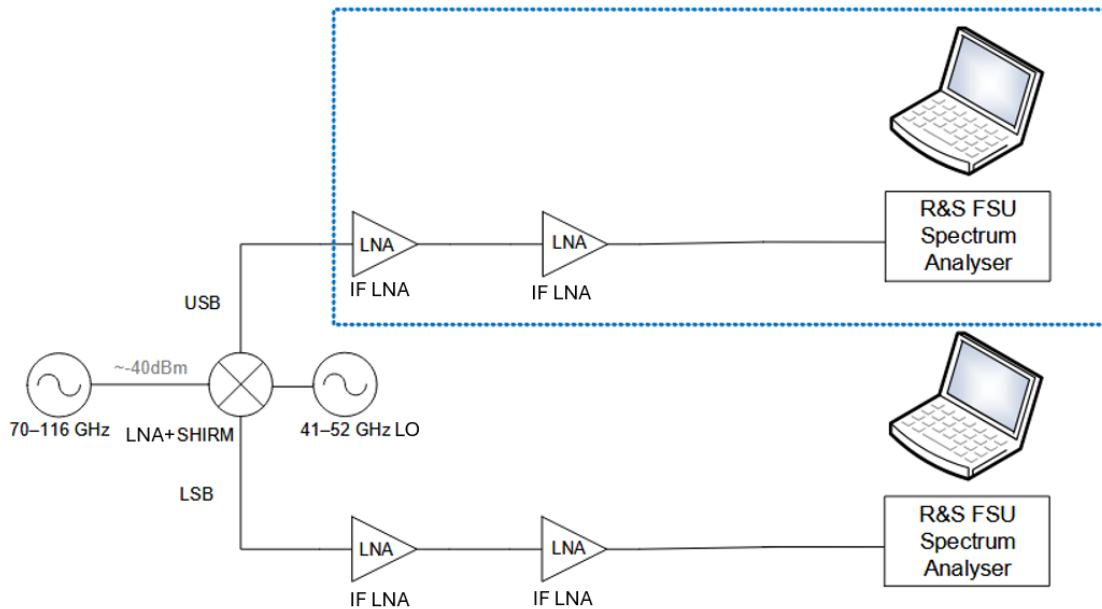 LNA
LNA
IF LNA
IF LNA
R&S FSU
Spectrum
Analyser
USB
~-40dBm
70–116 GHz
LNA+SHIRM
41–52 GHz LO
LSB
LNA
LNA
IF LNA
IF LNA
R&S FSU
Spectrum
Analyser